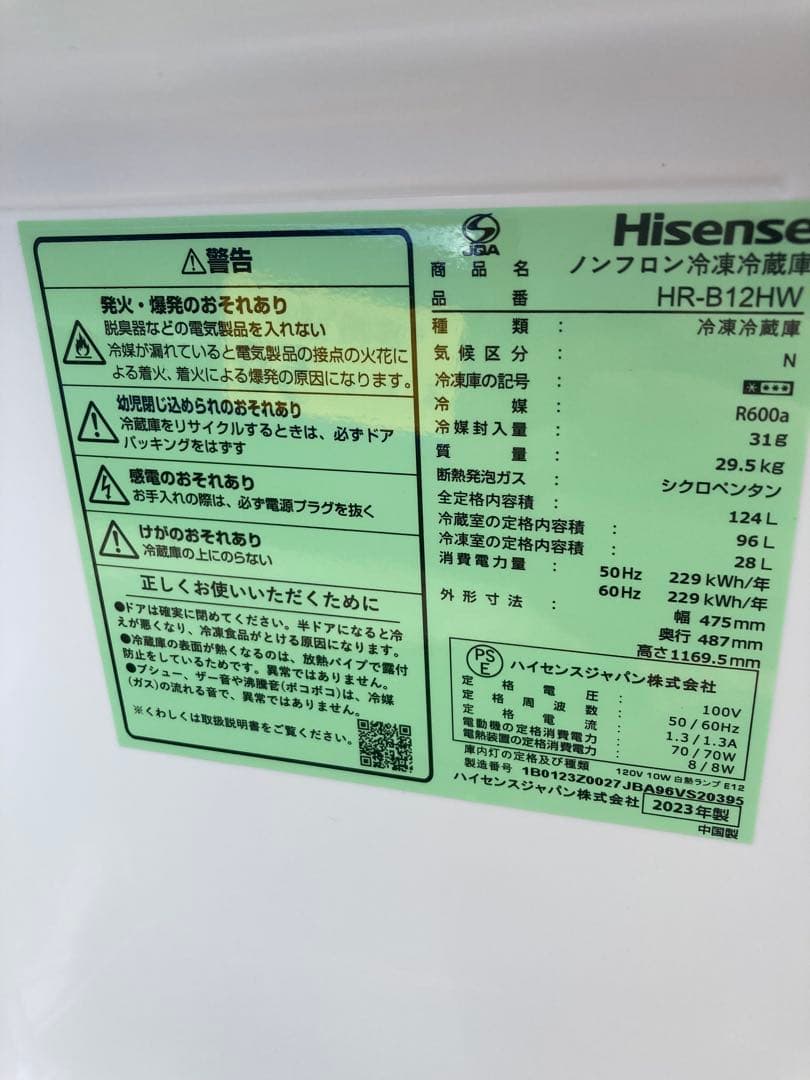 ⚠警告
発火・爆発のおそれあり
脱臭器などの電気製品を入れない
冷媒が漏れていると電気製品の接点の火花に
よる着火、着火による爆発の原因になります。
幼児閉じ込められのおそれあり
冷蔵庫をリサイクルするときは、必ずドア
パッキングをはずす
感電のおそれあり
お手入れの際は、必ず電源プラグを抜く
けがのおそれあり
冷蔵庫の上にのらない
正しくお使いいただくために
●ドアは確実に閉めてください。半ドアになると冷
えが悪くなり、冷凍食品がとける原因になります。
●冷蔵庫の表面が熱くなるのは、放熱パイプで露付
防止をしているためです。異常ではありません。
●プシュー、ザー音や沸騰音(ポコポコ)は、冷媒
(ガス)の流れる音で、異常ではありません。
※くわしくは取扱説明書をご覧ください。
JQA
Hisense
商品名 ノンフロン冷凍冷蔵庫
品番 HR-B12HW
種類 : 冷凍冷蔵庫
気候区分 : N
冷凍庫の記号 :
冷媒 : R600a
冷媒封入量 : 31g
質量 : 29.5kg
断熱発泡ガス : シクロペンタン
全定格内容積 : 124L
冷蔵室の定格内容積 : 96L
冷凍室の定格内容積 : 28L
消費電力量 : 50Hz 229kWh/年
60Hz 229kWh/年
外形寸法 : 幅 475mm
奥行 487mm
高さ1169.5mm
PSE ハイセンスジャパン株式会社
定格電圧 : 100V
定格周波数 : 50/60Hz
定格電流 : 1.3/1.3A
電動機の定格消費電力 : 70/70W
電熱装置の定格消費電力 : 8/8W
庫内灯の定格及び種類 120V 10W 白熱ランプ E12
製造番号 1B0123Z0027JBA96VS20395
ハイセンスジャパン株式会社 2023年製
中国製